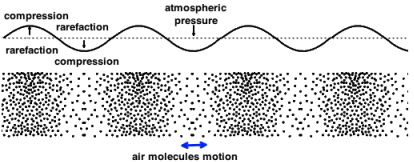 compression
rarefaction
atmospheric
pressure
rarefaction
compression
air molecules motion